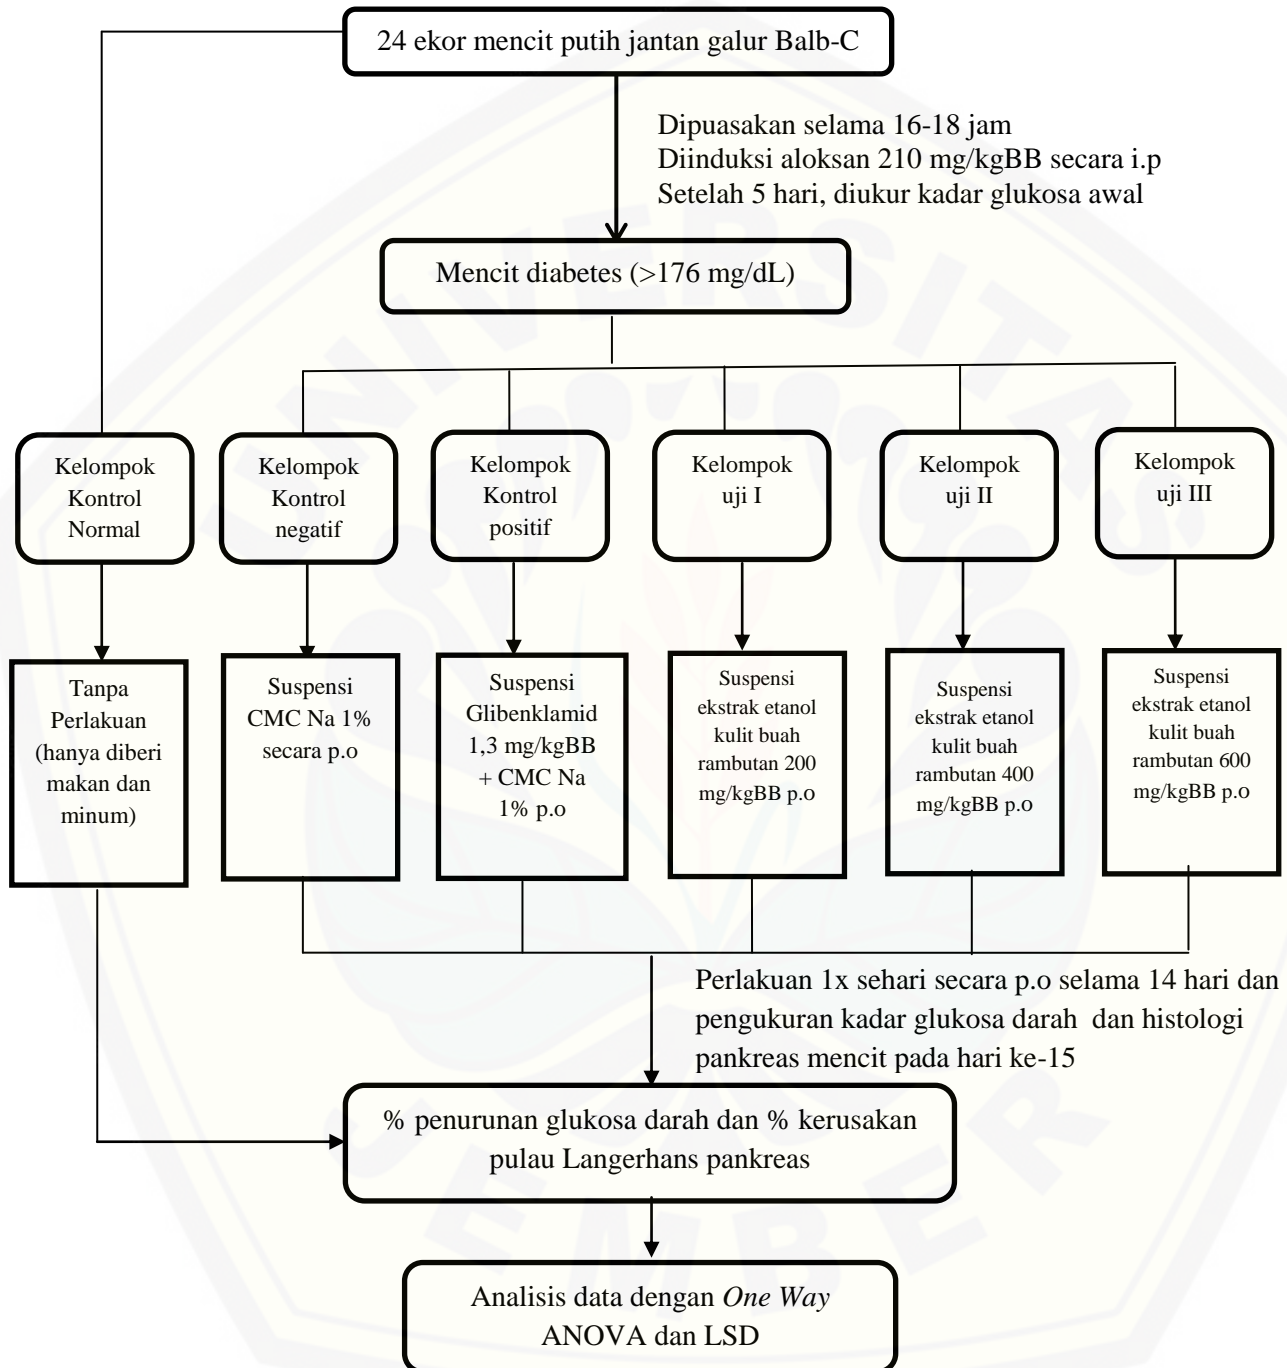 24 ekor mencit putih jantan galur Balb-C
Dipuasakan selama 16-18 jam
Diinduksi aloksan 210 mg/kgBB secara i.p
Setelah 5 hari, diukur kadar glukosa awal
Mencit diabetes (>176 mg/dL)
Kelompok
Kontrol
Normal
Kelompok
Kontrol
negatif
Kelompok
Kontrol
positif
Kelompok
uji I
Kelompok
uji II
Kelompok
uji III
Tanpa
Perlakuan
(hanya diberi
makan dan
minum)
Suspensi
CMC Na 1%
secara p.o
Suspensi
Glibenklamid
1,3 mg/kgBB
+ CMC Na
1% p.o
Suspensi
ekstrak etanol
kulit buah
rambutan 200
mg/kgBB p.o
Suspensi
ekstrak etanol
kulit buah
rambutan 400
mg/kgBB p.o
Suspensi
ekstrak etanol
kulit buah
rambutan 600
mg/kgBB p.o
Perlakuan 1x sehari secara p.o selama 14 hari dan
pengukuran kadar glukosa darah dan histologi
pankreas mencit pada hari ke-15
% penurunan glukosa darah dan % kerusakan
pulau Langerhans pankreas
Analisis data dengan One Way
ANOVA dan LSD
UNIVERSITAS
JEMBER